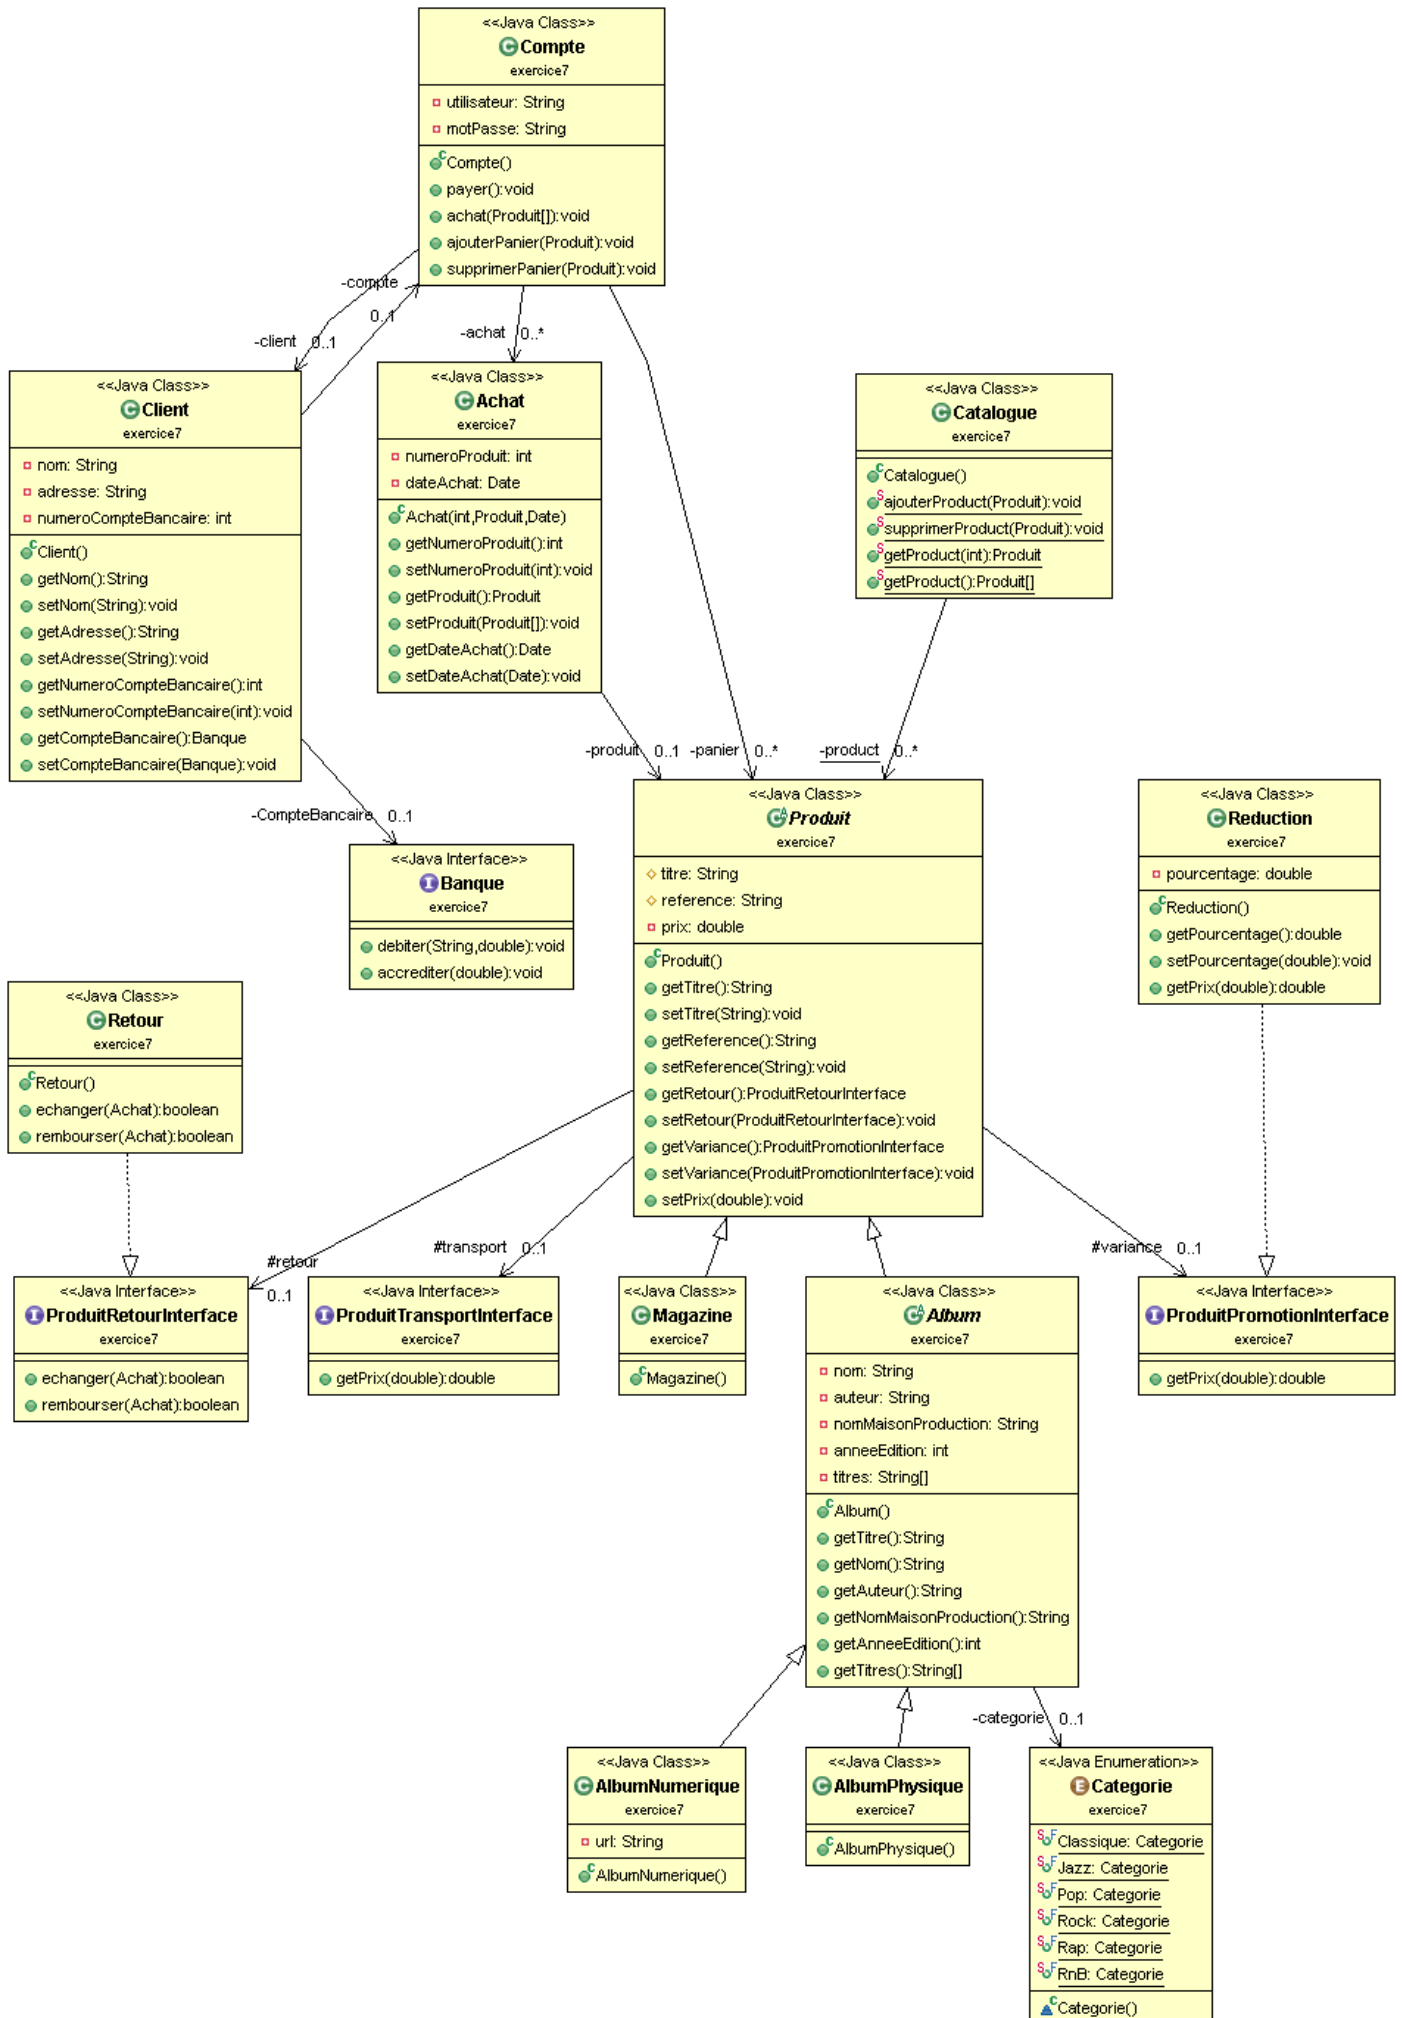 <<Java Class>>
Compte
exercice7
utilisateur: String
motPasse: String
Compte()
payer():void
achat(Produit[]):void
ajouterPanier(Produit):void
supprimerPanier(Produit):void
-compte
0..1
-client
0..1
-achat
0..*
<<Java Class>>
Client
exercice7
nom: String
adresse: String
numeroCompteBancaire: int
Client()
getNom():String
setNom(String):void
getAdresse():String
setAdresse(String):void
getNumeroCompteBancaire():int
setNumeroCompteBancaire(int):void
getCompteBancaire():Banque
setCompteBancaire(Banque):void
<<Java Class>>
Achat
exercice7
numeroProduit: int
dateAchat: Date
Achat(int,Produit,Date)
getNumeroProduit():int
setNumeroProduit(int):void
getProduit():Produit
setProduit(Produit[]):void
getDateAchat():Date
setDateAchat(Date):void
<<Java Class>>
Catalogue
exercice7
Catalogue()
ajouterProduct(Produit):void
supprimerProduct(Produit):void
getProduct(int):Produit
getProduct():Produit[]
-produit
0..1
-panier
0..*
-product
0..*
-CompteBancaire
0..1
<<Java Interface>>
Banque
exercice7
debiter(String,double):void
accrediter(double):void
<<Java Class>>
Produit
exercice7
titre: String
reference: String
prix: double
Produit()
getTitre():String
setTitre(String):void
getReference():String
setReference(String):void
getRetour():ProduitRetourInterface
setRetour(ProduitRetourInterface):void
getVariance():ProduitPromotionInterface
setVariance(ProduitPromotionInterface):void
setPrix(double):void
<<Java Class>>
Reduction
exercice7
pourcentage: double
Reduction()
getPourcentage():double
setPourcentage(double):void
getPrix(double):double
<<Java Class>>
Retour
exercice7
Retour()
echanger(Achat):boolean
rembourser(Achat):boolean
#retour
0..1
#transport
0..1
#variance
0..1
<<Java Interface>>
ProduitRetourInterface
exercice7
echanger(Achat):boolean
rembourser(Achat):boolean
<<Java Interface>>
ProduitTransportInterface
exercice7
getPrix(double):double
<<Java Class>>
Magazine
exercice7
Magazine()
<<Java Class>>
Album
exercice7
nom: String
auteur: String
nomMaisonProduction: String
anneeEdition: int
titres: String[]
Album()
getTitre():String
getNom():String
getAuteur():String
getNomMaisonProduction():String
getAnneeEdition():int
getTitres():String[]
<<Java Interface>>
ProduitPromotionInterface
exercice7
getPrix(double):double
-categorie
0..1
<<Java Class>>
AlbumNumerique
exercice7
url: String
AlbumNumerique()
<<Java Class>>
AlbumPhysique
exercice7
AlbumPhysique()
<<Java Enumeration>>
Categorie
exercice7
Classique: Categorie
Jazz: Categorie
Pop: Categorie
Rock: Categorie
Rap: Categorie
RnB: Categorie
Categorie()